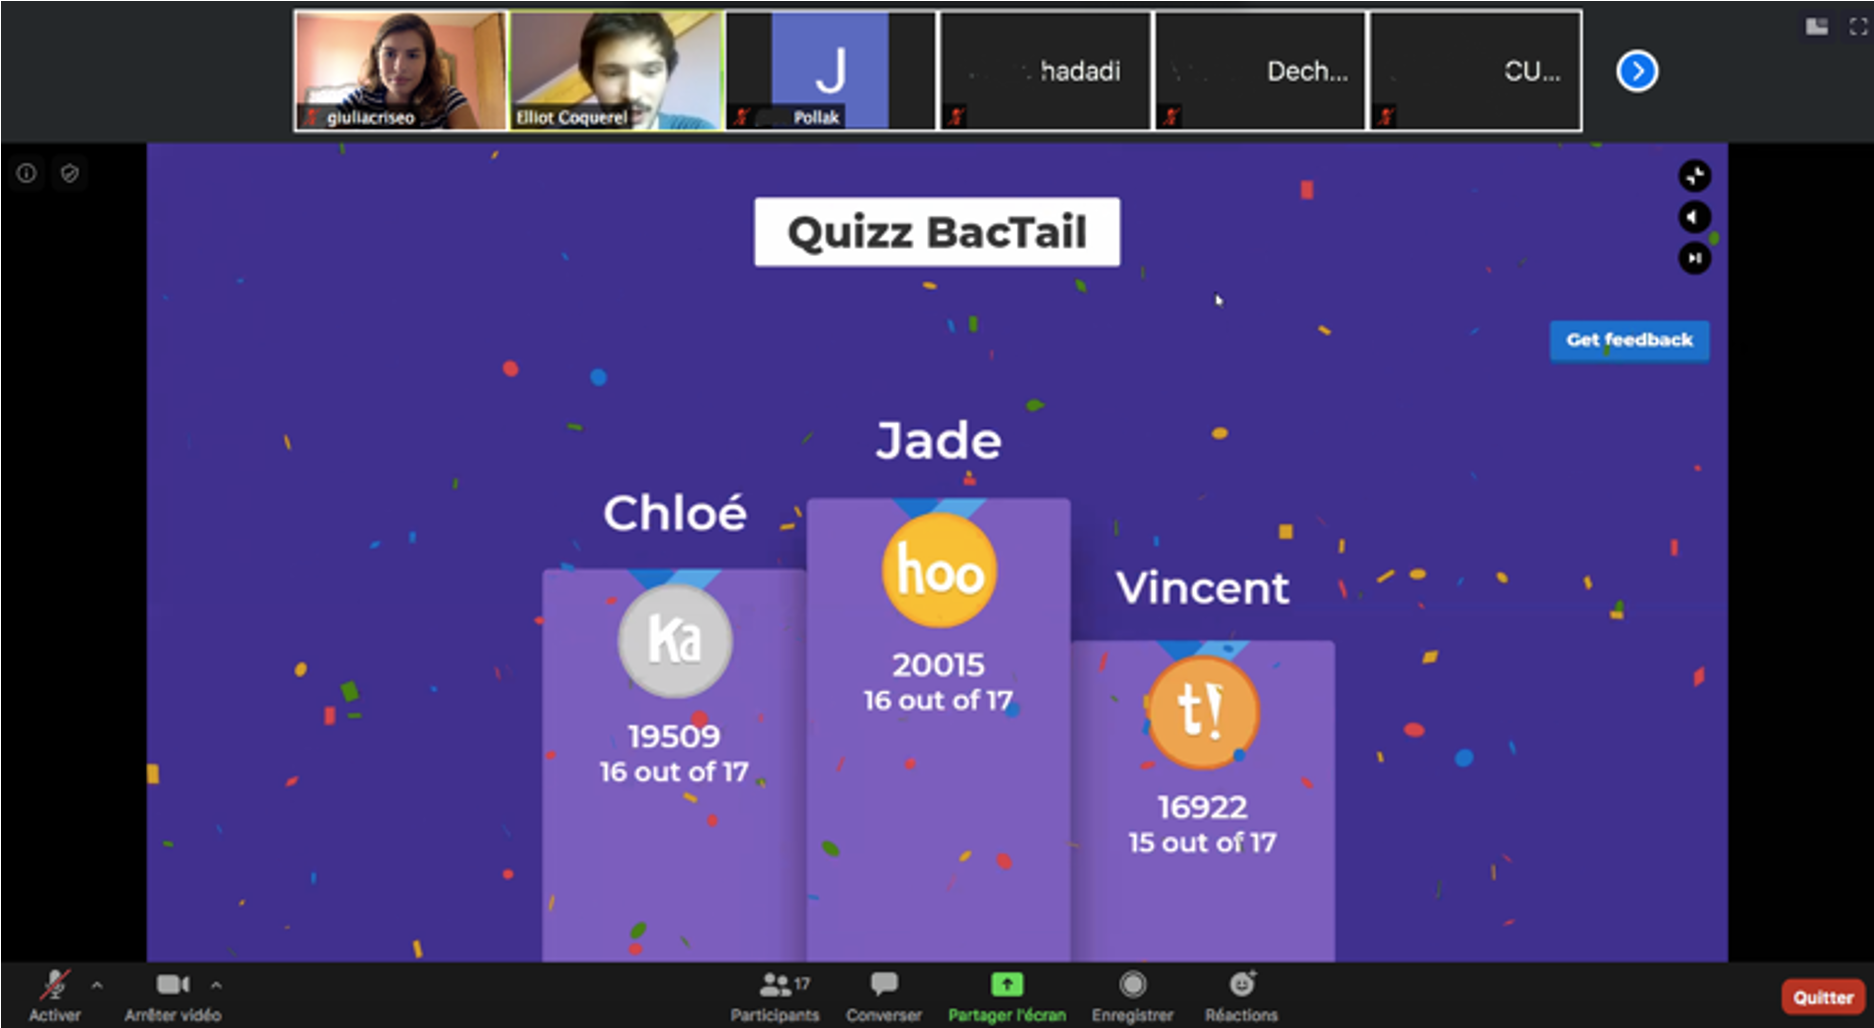 giuliacriseo
Elliot Coquerel
J
Pollak
hadadi
Dech...
CU...
Quizz BacTail
Get feedback
Jade
Chloé
Vincent
hoo
Ka
t!
20015
16 out of 17
19509
16 out of 17
16922
15 out of 17
Activer
Arrêter vidéo
17
Participants
Converser
Partager l'écran
Enregistrer
Réactions
Quitter